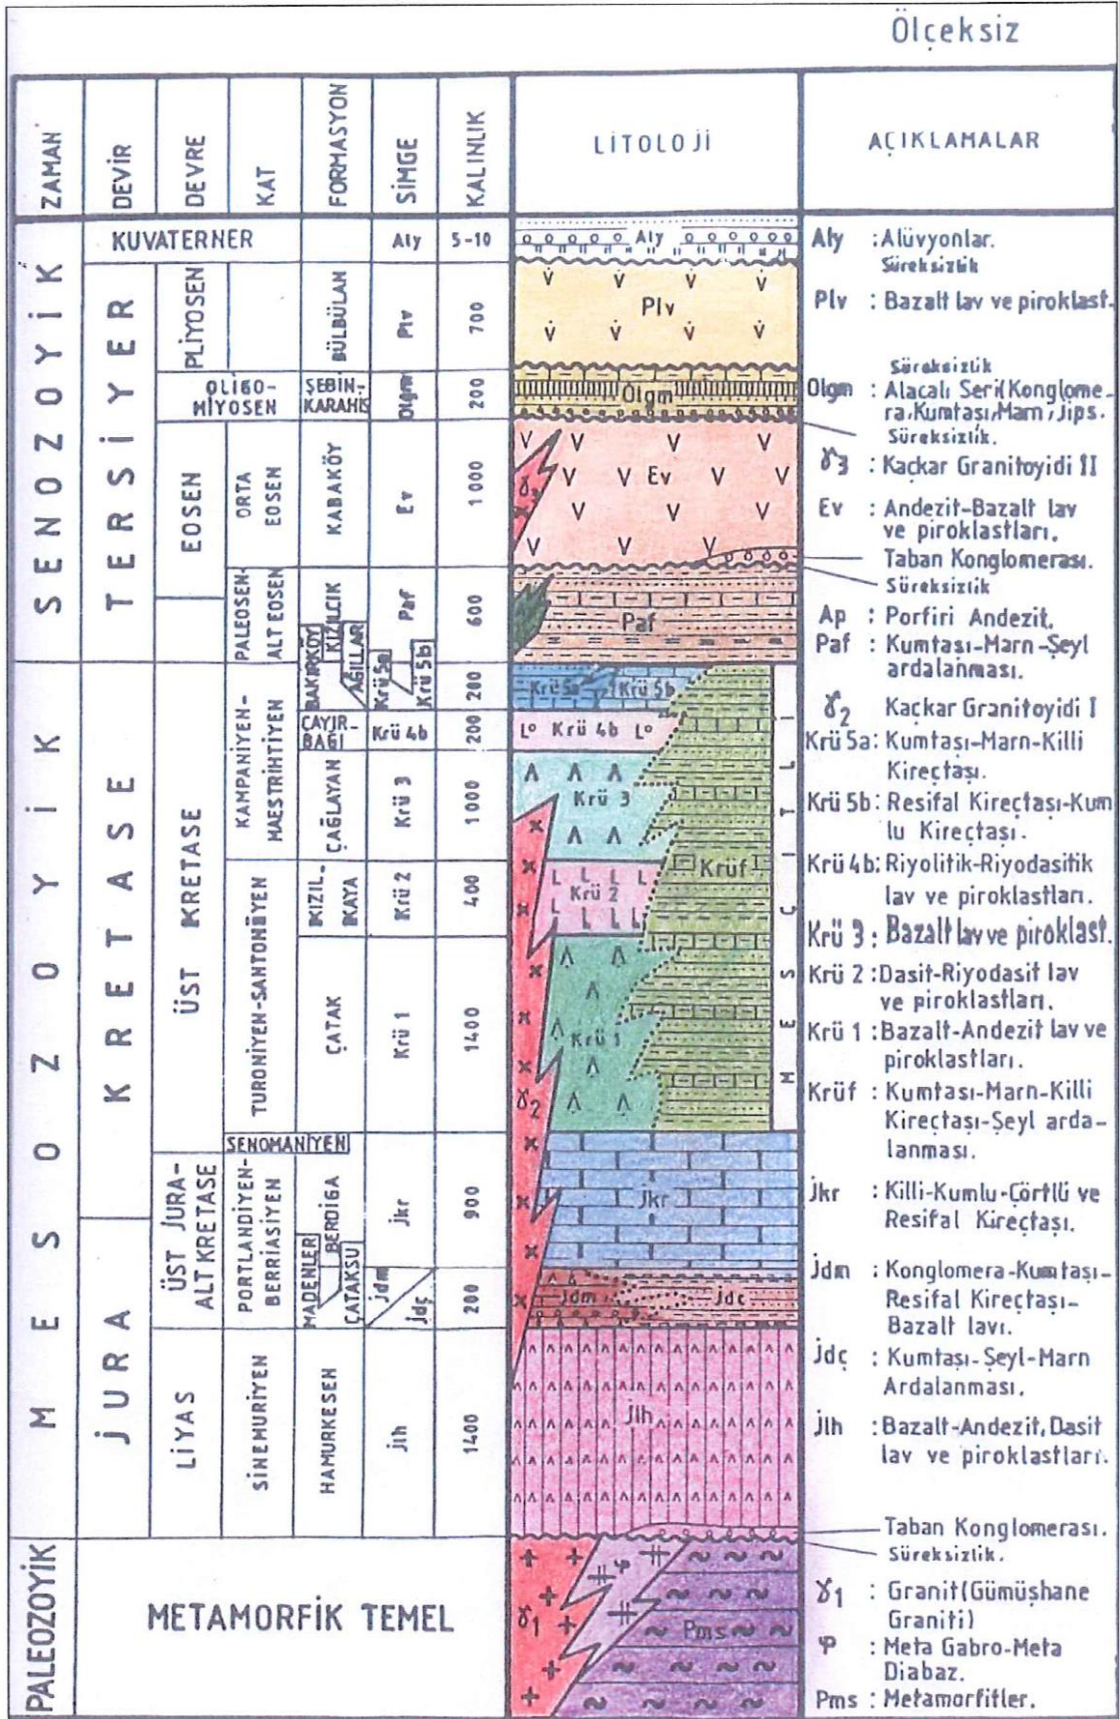 Ölçeksiz
ZAMAN
DEVİR
DEVRE
KAT
FORMASYON
SİMGE
KALINLIK
LİTOLOJİ
AÇIKLAMALAR
SENOZOYİK
MESOZOYİK
PALEOZOYİK
KUVATERNER
TERSİYER
KRETASE
JURA
PLİYOSEN
OLİGO-
MİYOSEN
EOSEN
ÜST KRETASE
ÜST JURA-
ALT KRETASE
LİYAS
ORTA
EOSEN
PALEOSEN-
ALT EOSEN
KAMPANİYEN-
MAESTRIHTİYEN
TURONİYEN-SANTONİYEN
SENOMANİYEN
PORTLANDİYEN-
BERRİASİYEN
SİNEMURİYEN
BÜLBÜLAN
ŞEBİN-
KARAHİS
KABAKÖY
KIZILCIK
BAKIRKÖY
AĞILLAR
ÇAYIR-
BAĞI
ÇAĞLAYAN
KIZIL-
KAYA
ÇATAK
BERDİGA
MADENLER
ÇATAKSU
HAMURKESEN
Aly
Plv
Olgm
Ev
Paf
Krü 5a
Krü 5b
Krü 4b
Krü 3
Krü 2
Krü 1
Jkr
Jdm
Jdç
Jlh
5-10
700
200
1000
600
200
200
1000
400
1400
900
200
1400
METAMORFİK TEMEL
Aly
Plv
Olgm
γ3
Ev
Paf
Krü 5a
Krü 5b
Krü 4b
Krü 3
Krü 2
Krüf
Krü 1
γ2
MESCİTLİ
Jkr
Jdm
Jdç
Jlh
γ1
φ
Pms
Aly : Alüvyonlar.
Süreksizlik
Plv : Bazalt lav ve piroklast.
Süreksizlik
Olgm : Alacalı Seri(Konglome-
ra,Kumtaşı,Marn,Jips.
Süreksizlik.
γ3 : Kaçkar Granitoyidi II
Ev : Andezit-Bazalt lav
ve piroklastları.
Taban Konglomerası.
Süreksizlik
Ap : Porfiri Andezit.
Paf : Kumtaşı-Marn-Şeyl
ardalanması.
γ2 Kaçkar Granitoyidi I
Krü 5a: Kumtaşı-Marn-Killi
Kireçtaşı.
Krü 5b: Resifal Kireçtaşı-Kum
lu Kireçtaşı.
Krü 4b: Riyolitik-Riyodasitik
lav ve piroklastları.
Krü 3 : Bazalt lav ve piroklast.
Krü 2 :Dasit-Riyodasit lav
ve piroklastları.
Krü 1 :Bazalt-Andezit lav ve
piroklastları.
Krüf : Kumtaşı-Marn-Killi
Kireçtaşı-Şeyl arda-
lanması.
Jkr : Killi-Kumlu-Çörtlü ve
Resifal Kireçtaşı.
Jdm : Konglomera-Kumtaşı-
Resifal Kireçtaşı-
Bazalt lavı.
Jdç : Kumtaşı-Şeyl-Marn
Ardalanması.
Jlh :Bazalt-Andezit,Dasit
lav ve piroklastları.
Taban Konglomerası.
Süreksizlik.
γ1 : Granit(Gümüşhane
Graniti)
φ : Meta Gabro-Meta
Diabaz.
Pms : Metamorfitler.